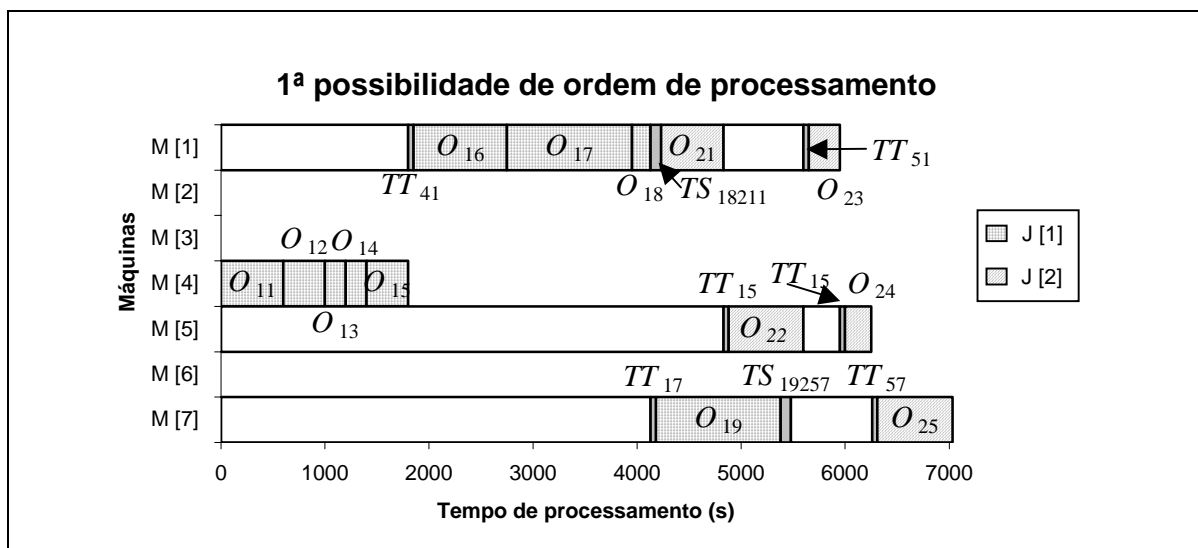 1ª possibilidade de ordem de processamento
M [1]
O 16
O 17
O 21
TT 51
TT 41
O 18
TS 18211
O 23
M [2]
M [3]
O 12
O 14
M [4]
O 11
O 15
O 13
TT 15
TT 15
O 24
M [5]
O 22
M [6]
TT 17
TS 19257
TT 57
M [7]
O 19
O 25
0 1000 2000 3000 4000 5000 6000 7000
Tempo de processamento (s)
Máquinas
J [1]
J [2]